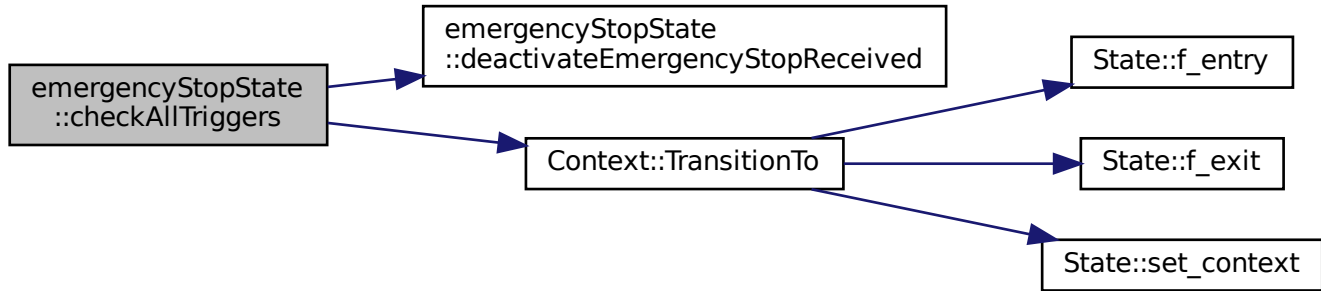 emergencyStopState
::checkAllTriggers
emergencyStopState
::deactivateEmergencyStopReceived
Context::TransitionTo
State::f_entry
State::f_exit
State::set_context